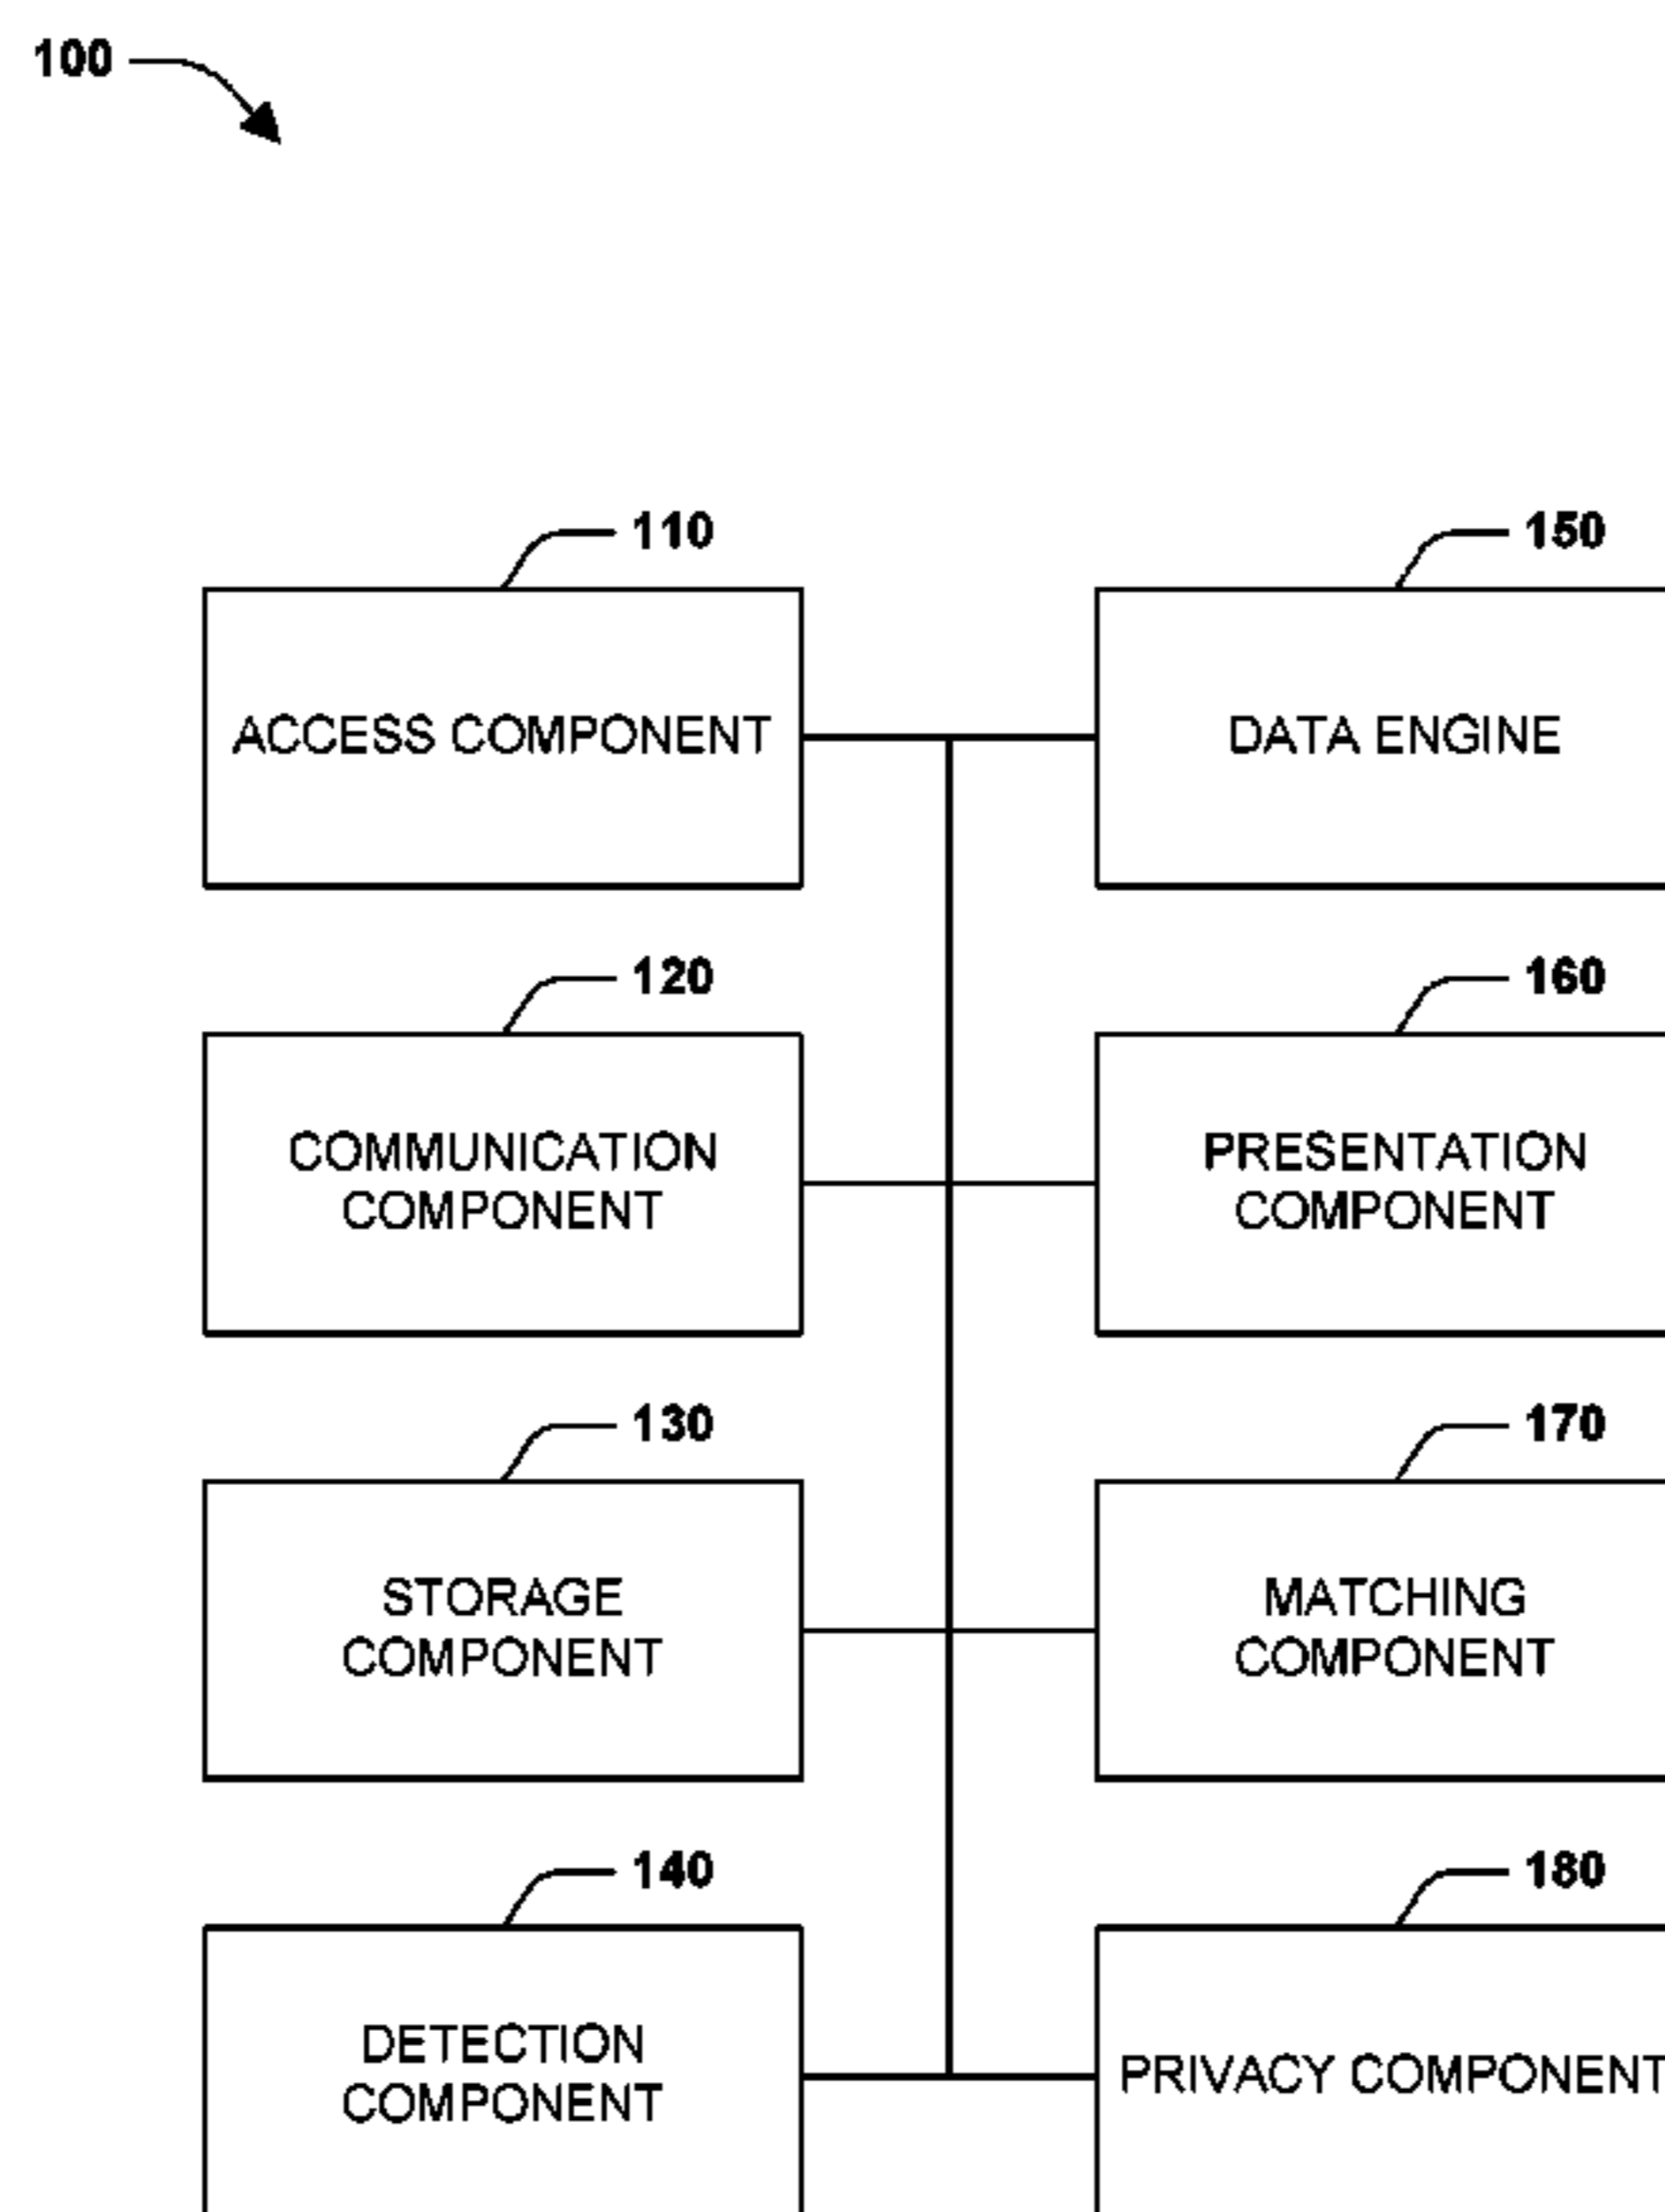 100
110
ACCESS COMPONENT
150
DATA ENGINE
120
COMMUNICATION
COMPONENT
160
PRESENTATION
COMPONENT
130
STORAGE
COMPONENT
170
MATCHING
COMPONENT
140
DETECTION
COMPONENT
180
PRIVACY COMPONENT